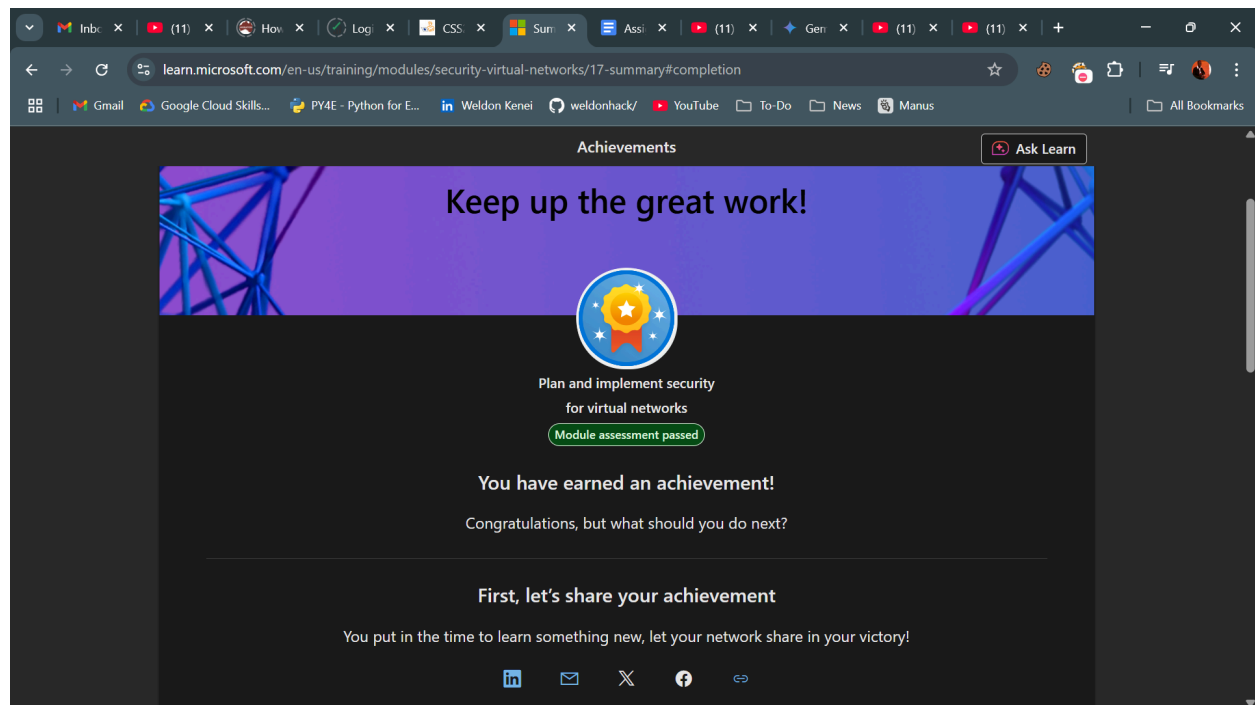 Inbc
(11)
How
Logi
CSS:
Sum
Assi
(11)
Gem
(11)
(11)
learn.microsoft.com/en-us/training/modules/security-virtual-networks/17-summary#completion
Gmail
Google Cloud Skills...
PY4E - Python for E...
in Weldon Kenei
weldonhack/
YouTube
To-Do
News
Manus
All Bookmarks
Achievements
Ask Learn
Keep up the great work!
Plan and implement security
for virtual networks
Module assessment passed
You have earned an achievement!
Congratulations, but what should you do next?
First, let's share your achievement
You put in the time to learn something new, let your network share in your victory!
in